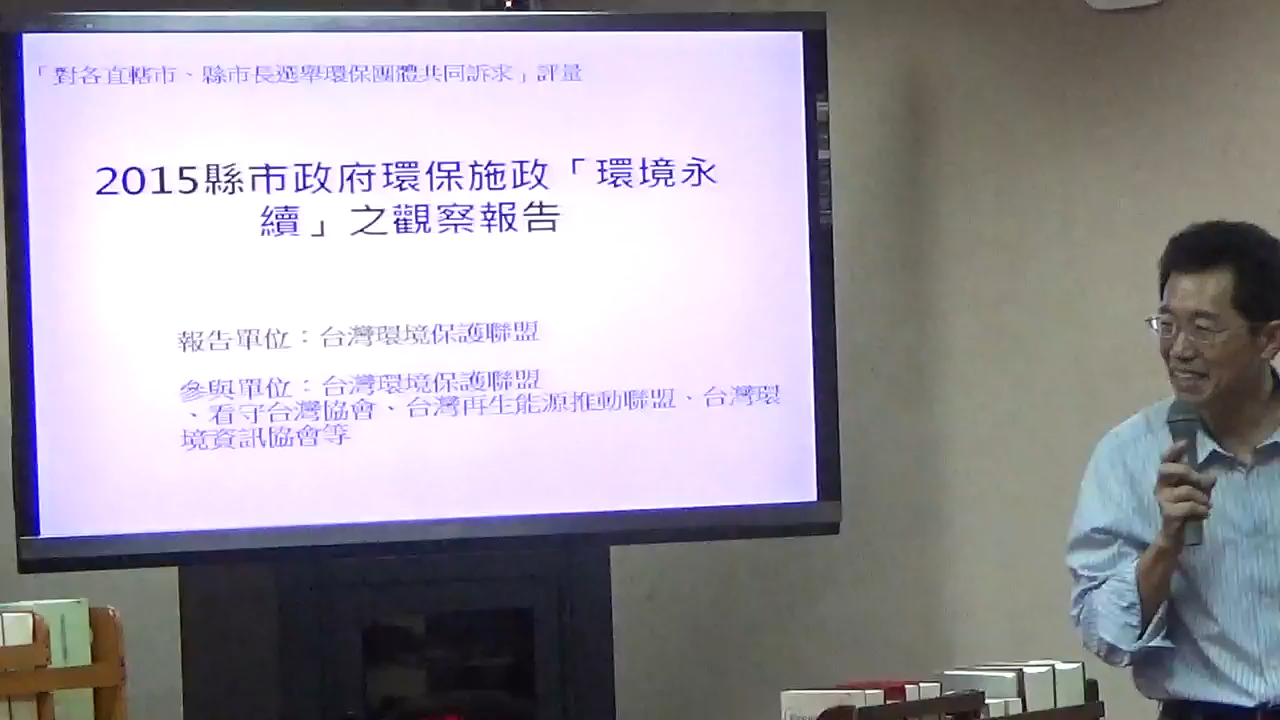 「對各直轄市、縣市長選舉環保團體共同訴求」評量
2015縣市政府環保施政「環境永
續」之觀察報告
報告單位：台灣環境保護聯盟
參與單位：台灣環境保護聯盟
、看守台灣協會、台灣再生能源推動聯盟、台灣環
境資訊協會等